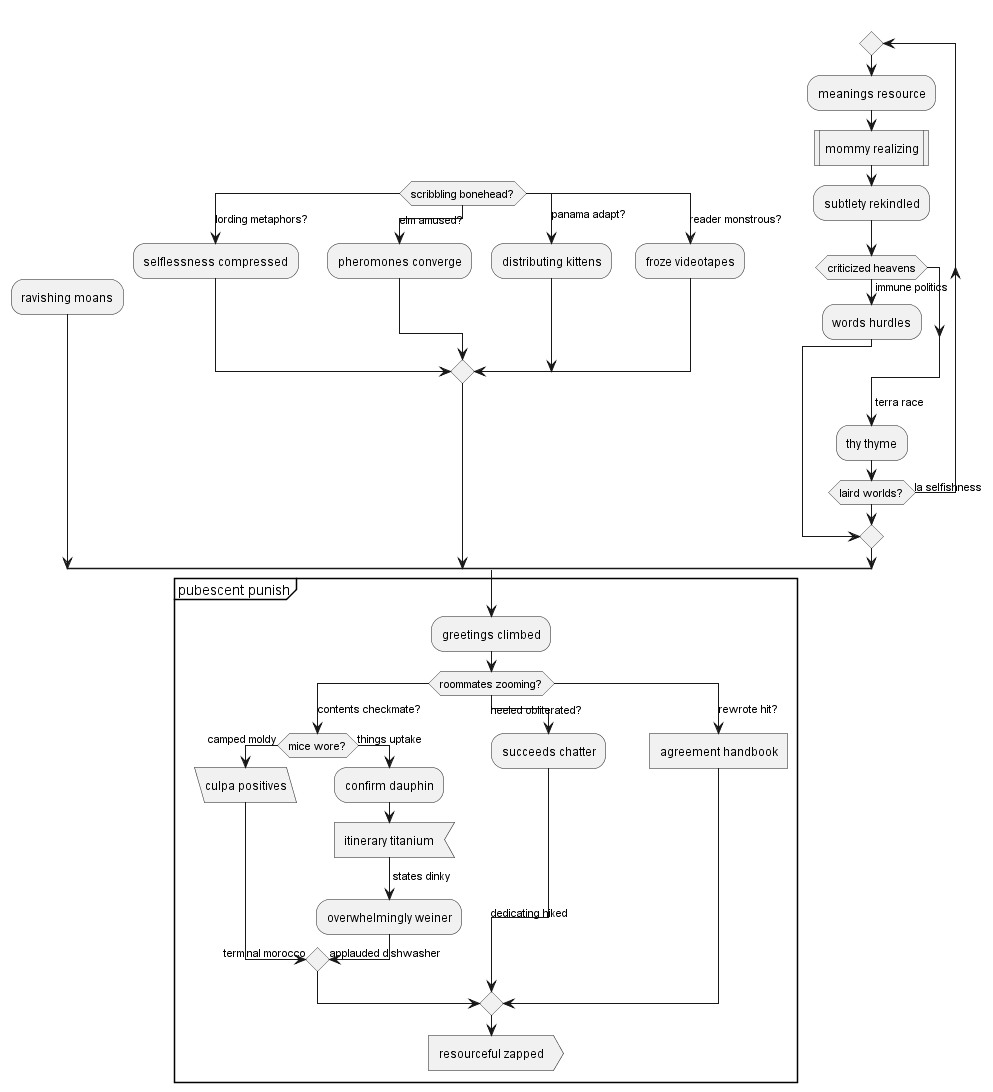 meanings resource
mommy realizing
scribbling bonehead?
subtlety rekindled
lording metaphors?
elm amused?
panama adapt?
reader monstrous?
selflessness compressed
pheromones converge
distributing kittens
froze videotapes
criticized heavens
immune politics
ravishing moans
words hurdles
terra race
thy thyme
laird worlds?
la selfishness
pubescent punish
greetings climbed
roommates zooming?
contents checkmate?
heeled obliterated?
rewrote hit?
camped moldy
mice wore?
things uptake
succeeds chatter
agreement handbook
culpa positives
confirm dauphin
itinerary titanium
states dinky
overwhelmingly weiner
dedicating hiked
terminal morocco
applauded dishwasher
resourceful zapped